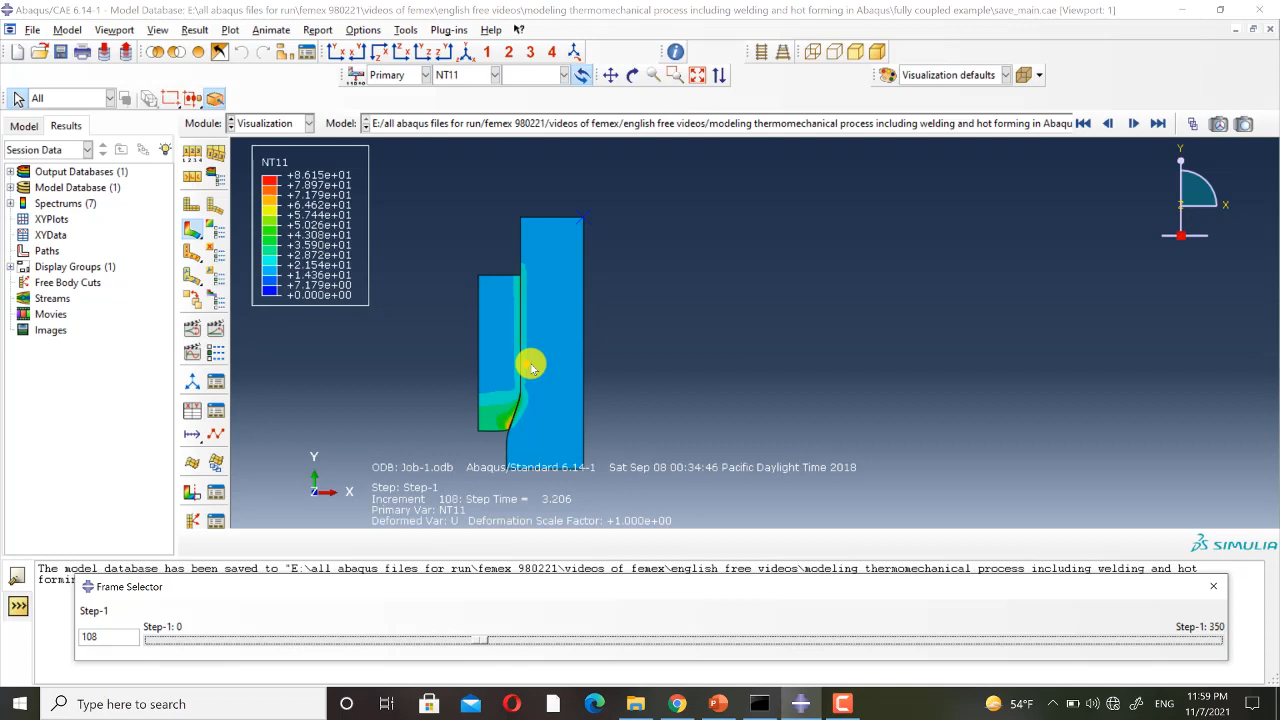 Abaqus/CAE 6.14-1 - Model Database: E:\all abaqus files for run\femex 980221\videos of femex\english free videos\modeling thermomechanical process including welding and hot forming in Abaqus\fully coupled example\save_main.cae [Viewport: 1]
File Model Viewport View Result Plot Animate Report Options Tools Plug-ins Help
1 2 3 4
Primary NT11 Visualization defaults
All
Model Results Module: Visualization Model: E:/all abaqus files for run/femex 980221/videos of femex/english free videos/modeling thermomechanical process including welding and hot forming in Abaqu
Session Data
Output Databases (1)
Model Database (1)
Spectrums (7)
XYPlots
XYData
Paths
Display Groups (1)
Free Body Cuts
Streams
Movies
Images
NT11
+8.615e+01
+7.897e+01
+7.179e+01
+6.462e+01
+5.744e+01
+5.026e+01
+4.308e+01
+3.590e+01
+2.872e+01
+2.154e+01
+1.436e+01
+7.179e+00
+0.000e+00
Y
Z X
Y
Z X
ODB: Job-1.odb Abaqus/Standard 6.14-1 Sat Sep 08 00:34:46 Pacific Daylight Time 2018
Step: Step-1
Increment 108: Step Time = 3.206
Primary Var: NT11
Deformed Var: U Deformation Scale Factor: +1.000e+00
SIMULIA
The model database has been saved to "E:\all abaqus files for run\femex 980221\videos of femex\english free videos\modeling thermomechanical process including welding and hot
formin
Frame Selector
Step-1
Step-1: 0 Step-1: 350
108
>>>
Type here to search
54°F
11:59 PM
11/7/2021